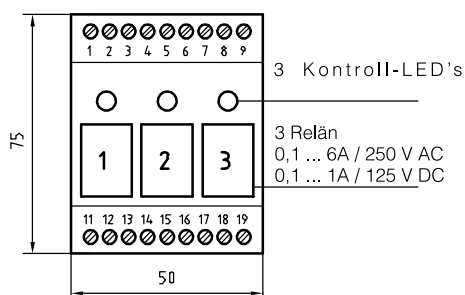 1 2 3 4 5 6 7 8 9
3 Kontroll-LED's
75
1 2 3
3 Relän
0,1 ... 6A / 250 V AC
0,1 ... 1A / 125 V DC
11 12 13 14 15 16 17 18 19
50